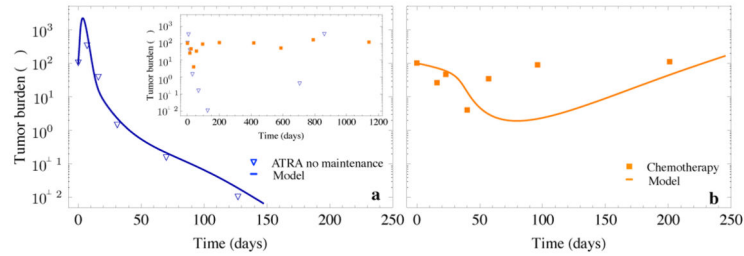 Tumor burden ( )
10³
10²
10¹
10⁰
10⁻¹
10⁻²
0 50 100 150 200 250
Time (days)
ATRA no maintenance
Model
a
Tumor burden ( )
10³
10²
10¹
10⁰
10⁻¹
10⁻²
0 200 400 600 800 1000 1200
Time (days)
Chemotherapy
Model
b
0 50 100 150 200 250
Time (days)